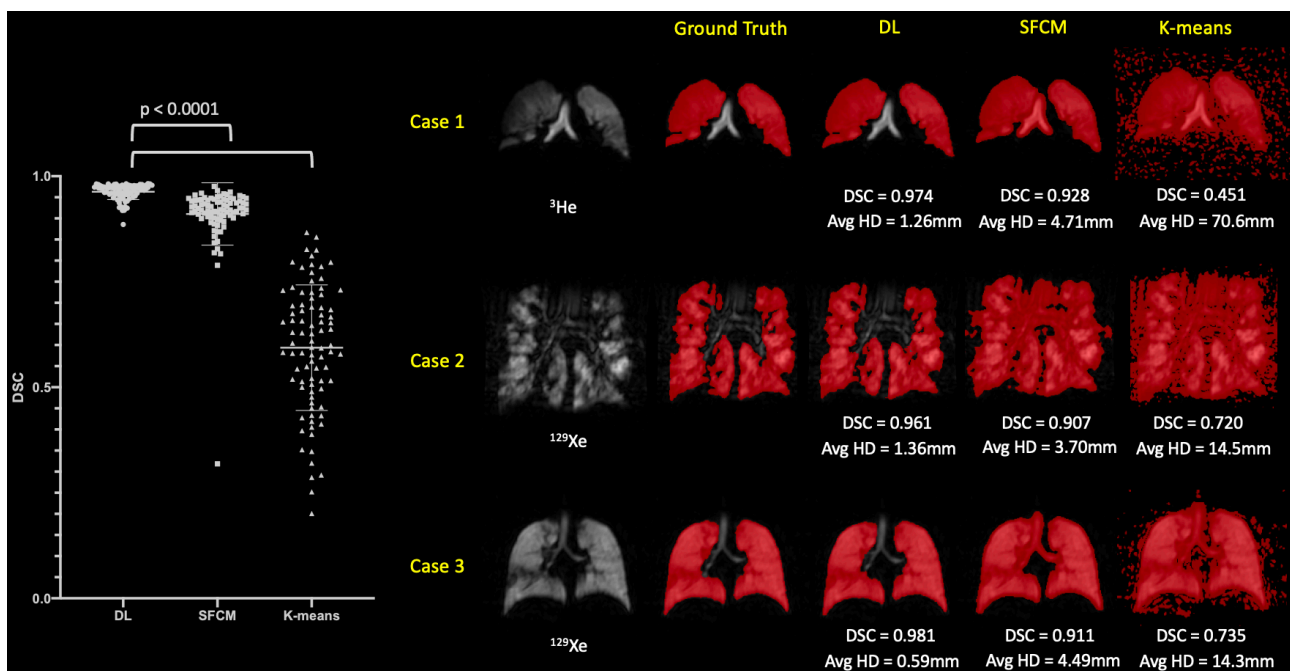 Ground Truth DL SFCM K-means
p < 0.0001
Case 1
1.0
0.5
0.0
DSC
DL SFCM K-means
³He
DSC = 0.974 DSC = 0.928 DSC = 0.451
Avg HD = 1.26mm Avg HD = 4.71mm Avg HD = 70.6mm
Case 2
¹²⁹Xe
DSC = 0.961 DSC = 0.907 DSC = 0.720
Avg HD = 1.36mm Avg HD = 3.70mm Avg HD = 14.5mm
Case 3
¹²⁹Xe
DSC = 0.981 DSC = 0.911 DSC = 0.735
Avg HD = 0.59mm Avg HD = 4.49mm Avg HD = 14.3mm